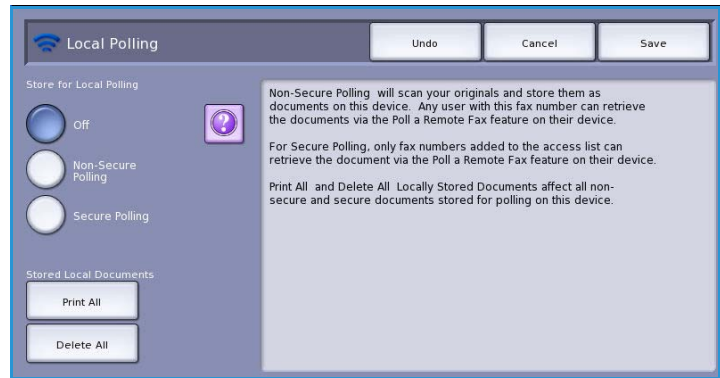 Local Polling
Undo
Cancel
Save
Store for Local Polling
Off
?
Non-Secure
Polling
Secure Polling
Stored Local Documents
Print All
Delete All
Non-Secure Polling will scan your originals and store them as
documents on this device. Any user with this fax number can retrieve
the documents via the Poll a Remote Fax feature on their device.
For Secure Polling, only fax numbers added to the access list can
retrieve the document via the Poll a Remote Fax feature on their device.
Print All and Delete All Locally Stored Documents affect all non-
secure and secure documents stored for polling on this device.